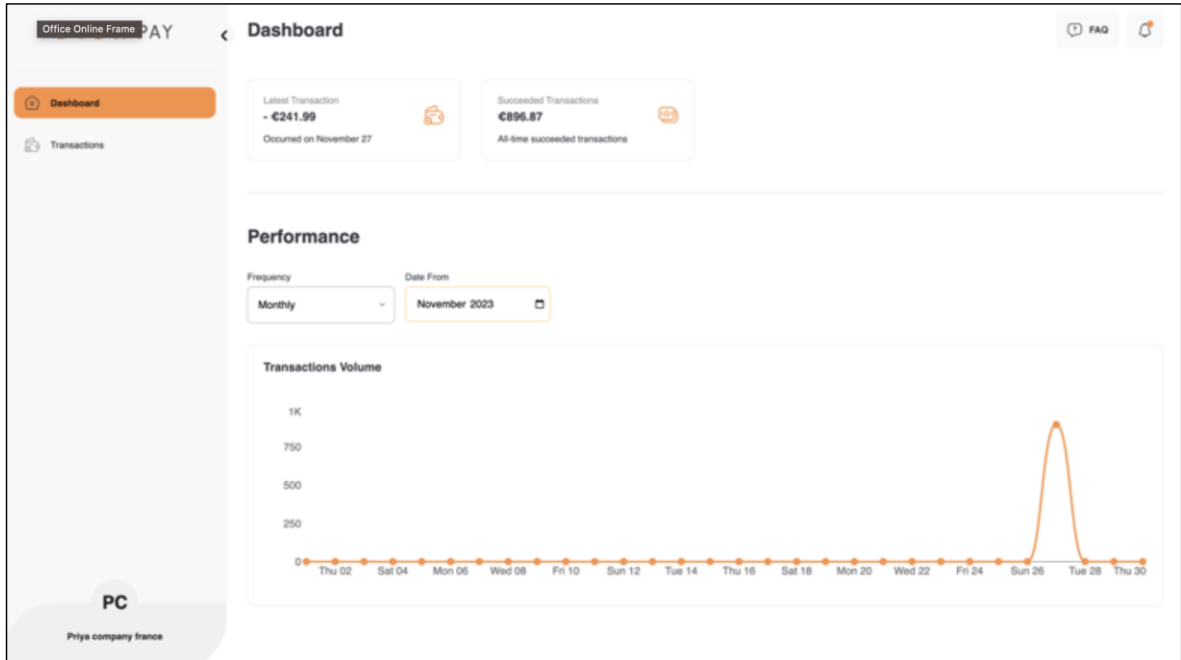 Office Online Frame
PAY
Dashboard
FAQ
Dashboard
Transactions
Latest Transaction
- €241.99
Occurred on November 27
Succeeded Transactions
€896.87
All-time succeeded transactions
Performance
Frequency
Date From
Monthly
November 2023
Transactions Volume
1K
750
500
250
0
Thu 02 Sat 04 Mon 06 Wed 08 Fri 10 Sun 12 Tue 14 Thu 16 Sat 18 Mon 20 Wed 22 Fri 24 Sun 26 Tue 28 Thu 30
PC
Priya company france